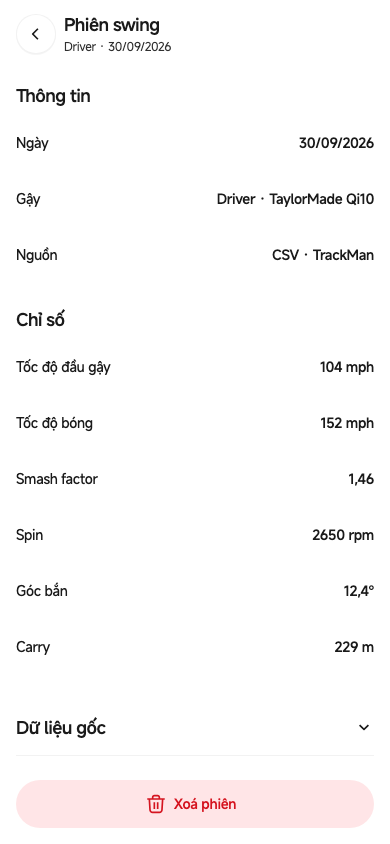 Phiên swing
Driver · 30/09/2026
Thông tin
Ngày 30/09/2026
Gậy Driver · TaylorMade Qi10
Nguồn CSV · TrackMan
Chỉ số
Tốc độ đầu gậy 104 mph
Tốc độ bóng 152 mph
Smash factor 1,46
Spin 2650 rpm
Góc bắn 12,4°
Carry 229 m
Dữ liệu gốc
Xoá phiên